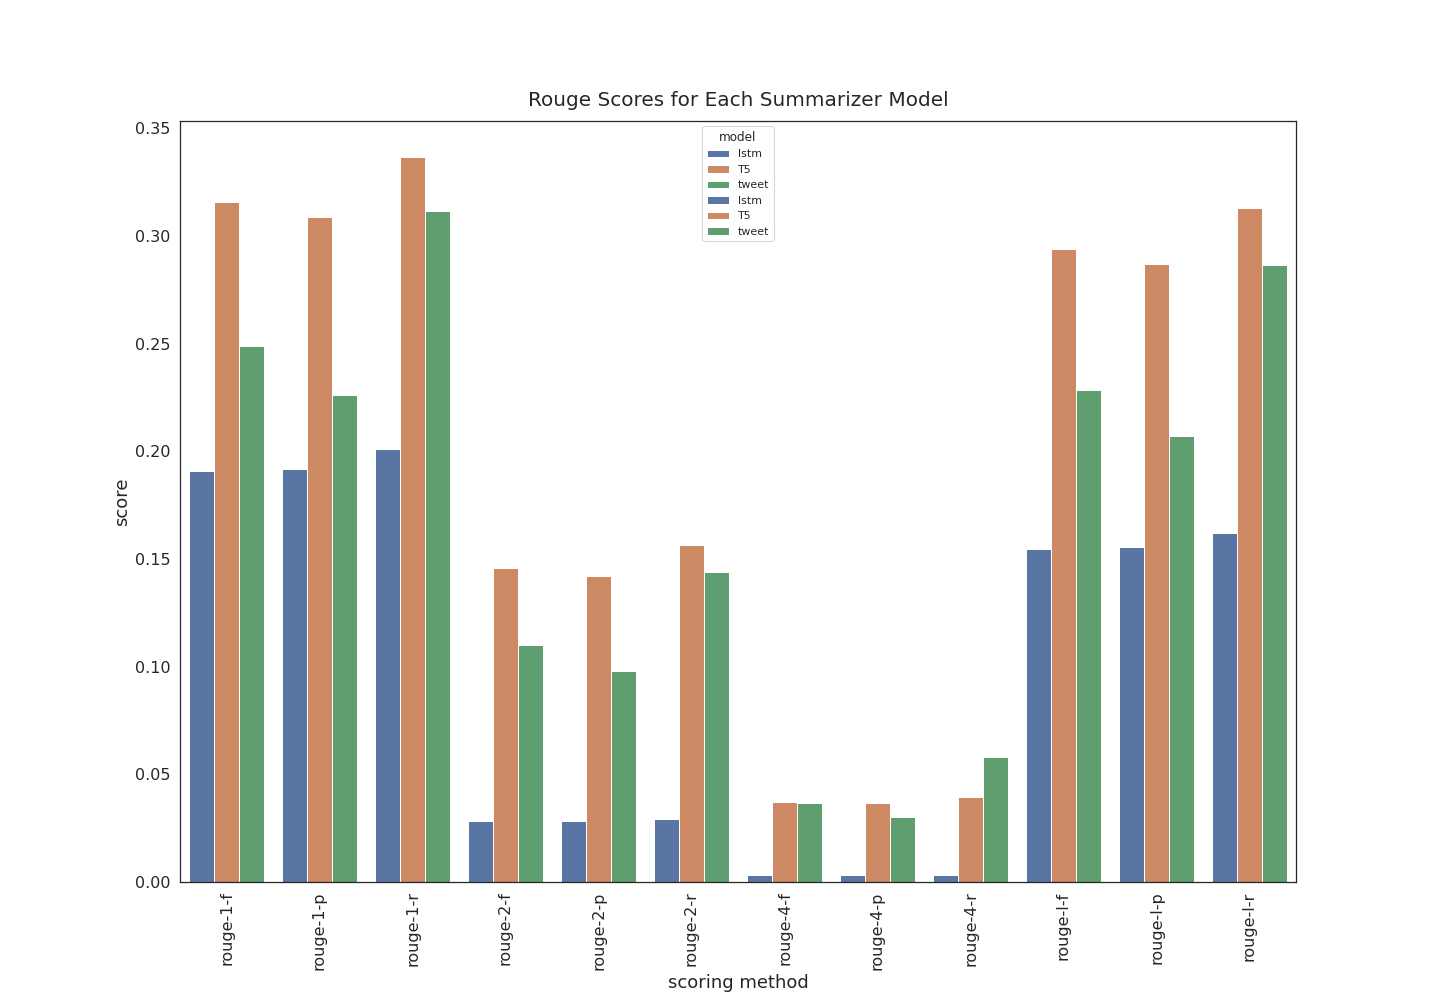 Rouge Scores for Each Summarizer Model
model
lstm
T5
tweet
lstm
T5
tweet
score
0.35
0.30
0.25
0.20
0.15
0.10
0.05
0.00
rouge-1-f
rouge-1-p
rouge-1-r
rouge-2-f
rouge-2-p
rouge-2-r
rouge-4-f
rouge-4-p
rouge-4-r
rouge-l-f
rouge-l-p
rouge-l-r
scoring method